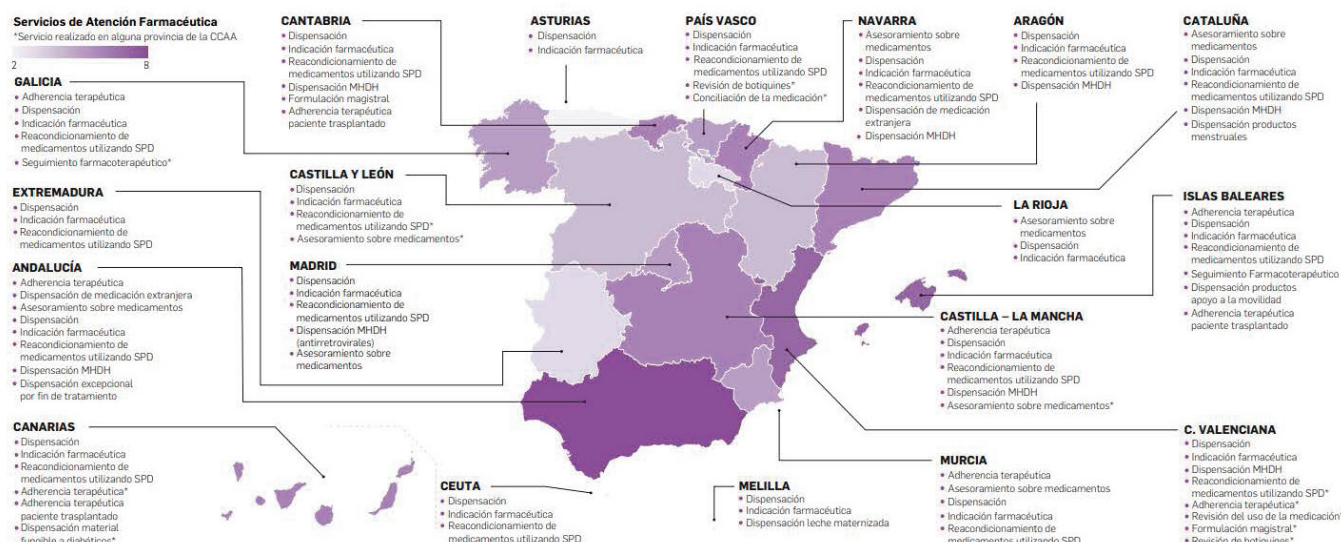 Servicios de Atención Farmacéutica
*Servicio realizado en alguna provincia de la CCAA
2 8
GALICIA
• Adherencia terapéutica
• Dispensación
• Indicación farmacéutica
• Reacondicionamiento de
medicamentos utilizando SPD
• Seguimiento farmacoterapéutico*
EXTREMADURA
• Dispensación
• Indicación farmacéutica
• Reacondicionamiento de
medicamentos utilizando SPD
ANDALUCÍA
• Adherencia terapéutica
• Dispensación de medicación extranjera
• Asesoramiento sobre medicamentos
• Dispensación
• Indicación farmacéutica
• Reacondicionamiento de
medicamentos utilizando SPD
• Dispensación MHDH
• Dispensación excepcional
por fin de tratamiento
CANARIAS
• Dispensación
• Indicación farmacéutica
• Reacondicionamiento de
medicamentos utilizando SPD
• Adherencia terapéutica*
• Adherencia terapéutica
paciente trasplantado
• Dispensación material
fungible a diabéticos*
CANTABRIA
• Dispensación
• Indicación farmacéutica
• Reacondicionamiento de
medicamentos utilizando SPD
• Dispensación MHDH
• Formulación magistral
• Adherencia terapéutica
paciente trasplantado
CASTILLA Y LEÓN
• Dispensación
• Indicación farmacéutica
• Reacondicionamiento de
medicamentos utilizando SPD*
• Asesoramiento sobre medicamentos*
MADRID
• Dispensación
• Indicación farmacéutica
• Reacondicionamiento de
medicamentos utilizando SPD
• Dispensación MHDH
(antirretrovirales)
• Asesoramiento sobre
medicamentos
ASTURIAS
• Dispensación
• Indicación farmacéutica
PAÍS VASCO
• Dispensación
• Indicación farmacéutica
• Reacondicionamiento de
medicamentos utilizando SPD
• Revisión de botiquines*
• Conciliación de la medicación*
NAVARRA
• Asesoramiento sobre
medicamentos
• Dispensación
• Indicación farmacéutica
• Reacondicionamiento de
medicamentos utilizando SPD
• Dispensación de medicación
extranjera
• Dispensación MHDH
ARAGÓN
• Dispensación
• Indicación farmacéutica
• Reacondicionamiento de
medicamentos utilizando SPD
• Dispensación MHDH
CATALUÑA
• Asesoramiento sobre
medicamentos
• Dispensación
• Indicación farmacéutica
• Reacondicionamiento de
medicamentos utilizando SPD
• Dispensación MHDH
• Dispensación productos
menstruales
LA RIOJA
• Asesoramiento sobre
medicamentos
• Dispensación
• Indicación farmacéutica
ISLAS BALEARES
• Adherencia terapéutica
• Dispensación
• Indicación farmacéutica
• Reacondicionamiento de
medicamentos utilizando SPD
• Seguimiento Farmacoterapéutico
• Dispensación productos
apoyo a la movilidad
• Adherencia terapéutica
paciente trasplantado
CASTILLA – LA MANCHA
• Adherencia terapéutica
• Dispensación
• Indicación farmacéutica
• Reacondicionamiento de
medicamentos utilizando SPD
• Dispensación MHDH
• Asesoramiento sobre medicamentos*
CEUTA
• Dispensación
• Indicación farmacéutica
• Reacondicionamiento de
medicamentos utilizando SPD
MELILLA
• Dispensación
• Indicación farmacéutica
• Dispensación leche maternizada
MURCIA
• Adherencia terapéutica
• Asesoramiento sobre medicamentos
• Dispensación
• Indicación farmacéutica
• Reacondicionamiento de
medicamentos utilizando SPD
C. VALENCIANA
• Dispensación
• Indicación farmacéutica
• Dispensación MHDH
• Reacondicionamiento de
medicamentos utilizando SPD*
• Adherencia terapéutica*
• Revisión del uso de la medicación*
• Formulación magistral*
• Revisión de botiquines*